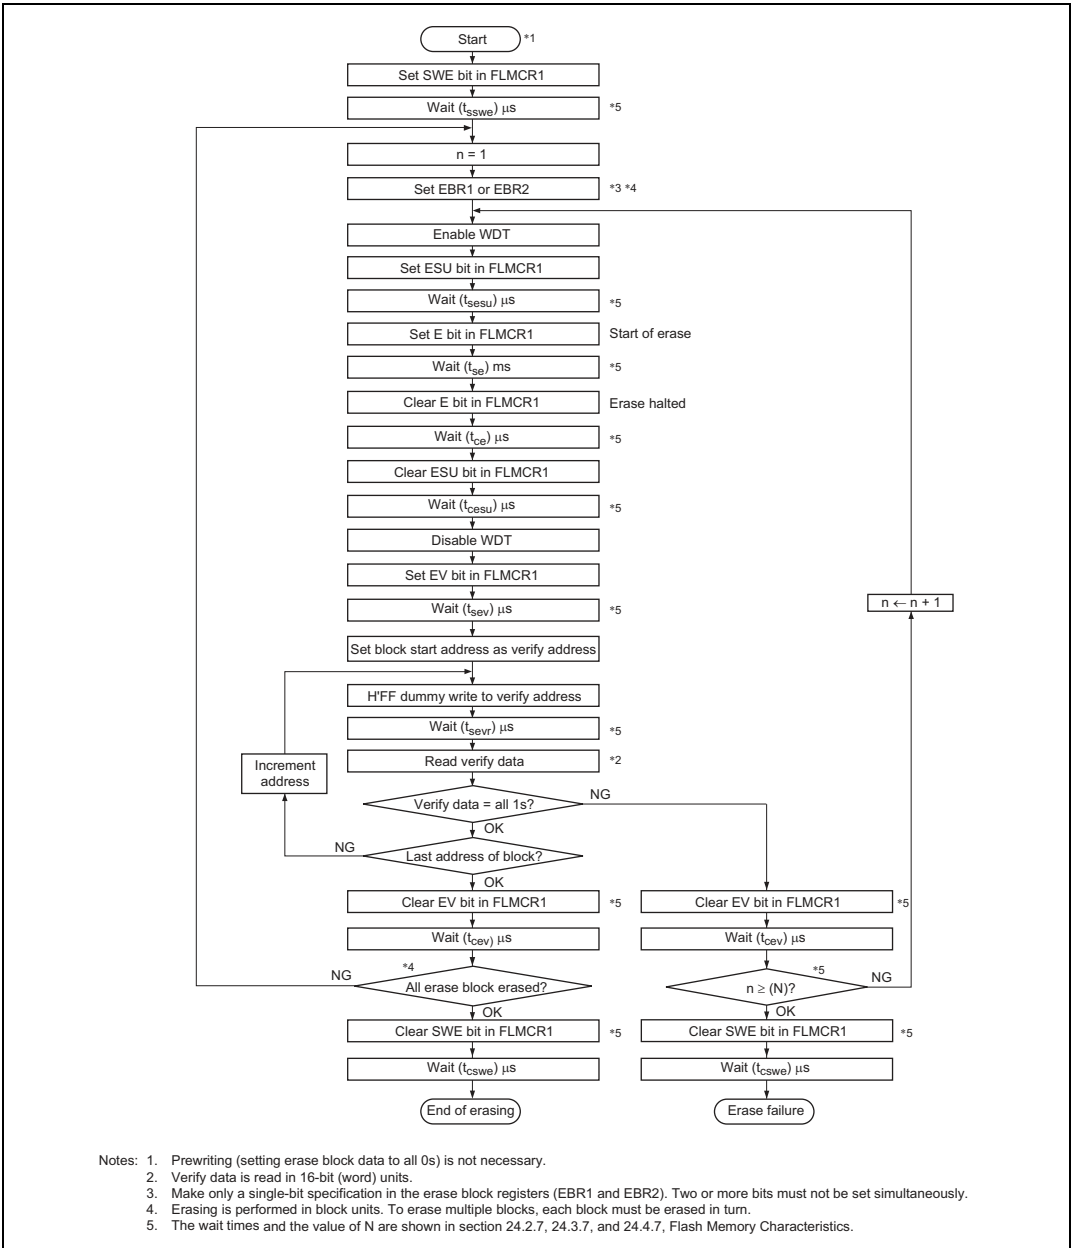 Start *1
Set SWE bit in FLMCR1
Wait (tsswe) μs *5
n = 1
Set EBR1 or EBR2 *3 *4
Enable WDT
Set ESU bit in FLMCR1
Wait (tsesu) μs *5
Set E bit in FLMCR1 Start of erase
Wait (tse) ms *5
Clear E bit in FLMCR1 Erase halted
Wait (tce) μs *5
Clear ESU bit in FLMCR1
Wait (tcesu) μs *5
Disable WDT
Set EV bit in FLMCR1
Wait (tsev) μs *5
n ← n + 1
Set block start address as verify address
H'FF dummy write to verify address
Wait (tsevr) μs *5
Read verify data *2
Increment
address
Verify data = all 1s? NG
OK
NG Last address of block?
OK
Clear EV bit in FLMCR1 *5 Clear EV bit in FLMCR1 *5
Wait (tcev) μs Wait (tcev) μs
NG *4 All erase block erased? n ≥ (N)? *5 NG
OK OK
Clear SWE bit in FLMCR1 *5 Clear SWE bit in FLMCR1 *5
Wait (tcswe) μs Wait (tcswe) μs
End of erasing Erase failure
Notes: 1. Prewriting (setting erase block data to all 0s) is not necessary.
2. Verify data is read in 16-bit (word) units.
3. Make only a single-bit specification in the erase block registers (EBR1 and EBR2). Two or more bits must not be set simultaneously.
4. Erasing is performed in block units. To erase multiple blocks, each block must be erased in turn.
5. The wait times and the value of N are shown in section 24.2.7, 24.3.7, and 24.4.7, Flash Memory Characteristics.